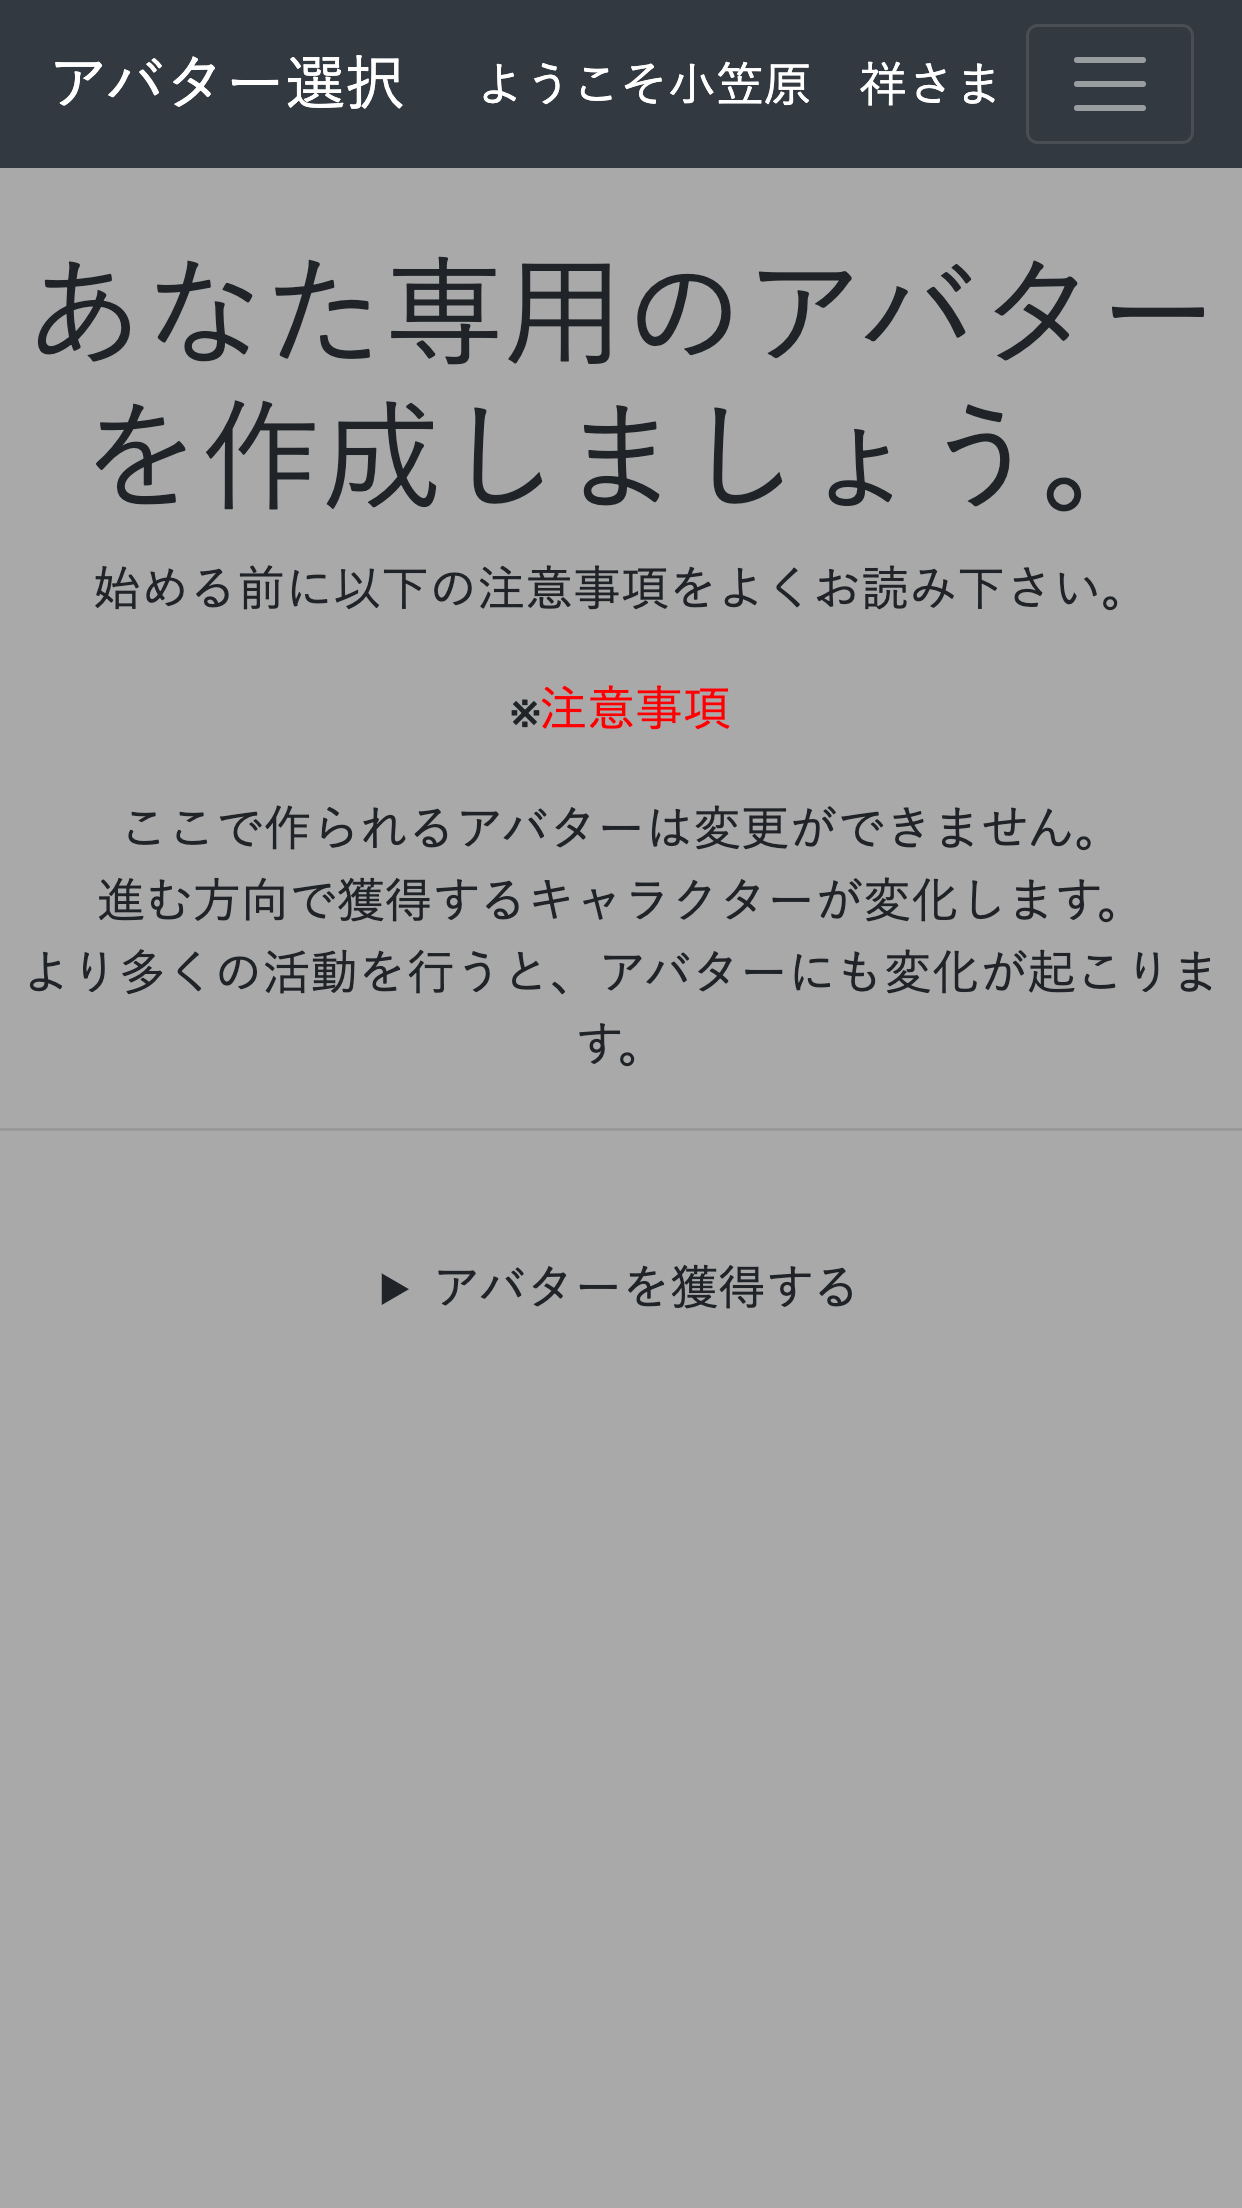 アバター選択 ようこそ小笠原　祥さま
あなた専用のアバター
を作成しましょう。
始める前に以下の注意事項をよくお読み下さい。
※注意事項
ここで作られるアバターは変更ができません。
進む方向で獲得するキャラクターが変化します。
より多くの活動を行うと、アバターにも変化が起こりま
す。
▶ アバターを獲得する